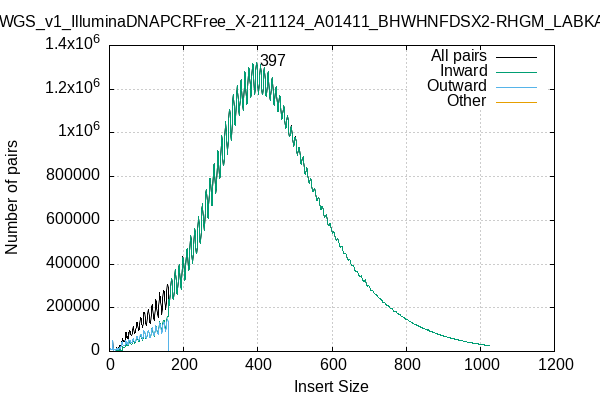 WGS_v1_IlluminaDNAPCRFree_X-211124_A01411_BHWHNFDSX2-RHGM_LABKA
1.4x10^6
1.2x10^6
1x10^6
800000
600000
400000
200000
0
Number of pairs
397
All pairs
Inward
Outward
Other
0 200 400 600 800 1000 1200
Insert Size